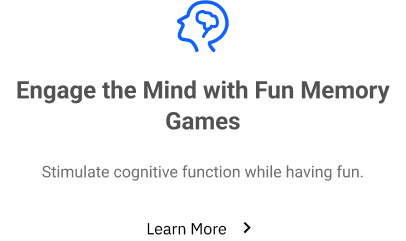 Engage the Mind with Fun Memory
Games
Stimulate cognitive function while having fun.
Learn More